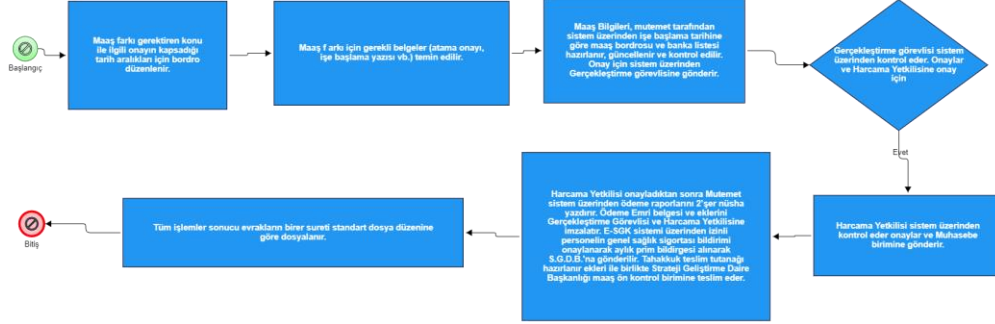 Başlangıç
Maaş farkı gerektiren konu
ile ilgili onayın kapsadığı
tarih aralıkları için bordro
düzenlenir.
Maaş f arkı için gerekli belgeler (atama onayı,
işe başlama yazısı vb.) temin edilir.
Maaş Bilgileri, mutemet tarafından
sistem üzerinden işe başlama tarihine
göre maaş bordrosu ve banka listesi
hazırlar, güncellenir ve kontrol edilir.
Onay için sistem üzerinden
Gerçekleştirme görevlisine gönderir.
Gerçekleştirme görevlisi sistem
üzerinden kontrol eder. Onaylar
ve Harcama Yetkilisine onay
için
Evet
Harcama Yetkilisi sistem üzerinden
kontrol eder onaylar ve Muhasebe
birimine gönderir.
Harcama Yetkilisi onayladıktan sonra Mutemet
sistem üzerinden ödeme raporlarını 2'şer nüsha
yazdırır. Ödeme Emri belgesi ve eklerini
Gerçekleştirme Görevlisi ve Harcama Yetkilisine
imzalatır. E-SGK sistemi üzerinden izinli
personelin genel sağlık sigortası bildirimi
onaylanarak aylık prim bildirgesi alınarak
S.G.D.B.'na gönderilir. Tahakkuk teslim tutanağı
hazırlanır ekleri ile birlikte Strateji Geliştirme Daire
Başkanlığı maaş ön kontrol birimine teslim eder.
Tüm işlemler sonucu evrakların birer sureti standart dosya düzenine
göre dosyalanır.
Bitiş